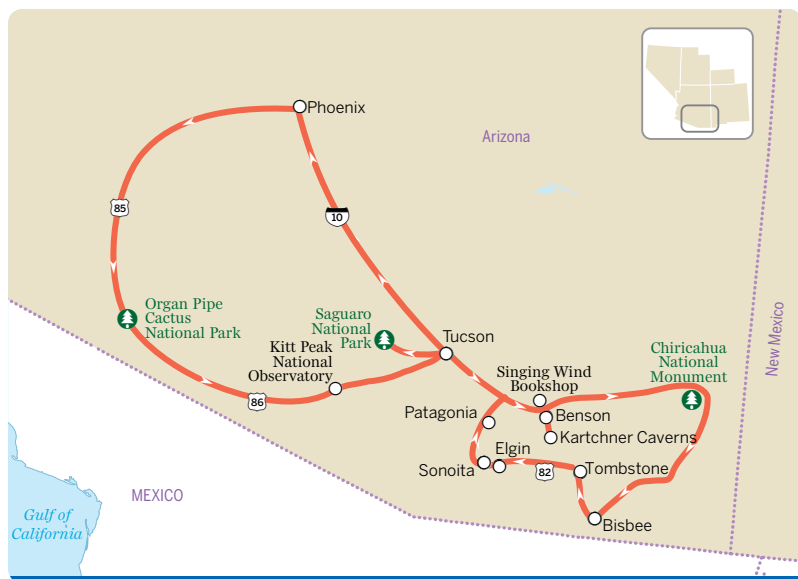 Phoenix
Arizona
85
10
New Mexico
Organ Pipe
Cactus
National Park
Saguaro
National
Park
Tucson
Kitt Peak
National
Observatory
86
Chiricahua
National
Monument
Singing Wind
Bookshop
Patagonia
Benson
Kartchner Caverns
Elgin
Sonoita
82
Tombstone
Bisbee
MEXICO
Gulf of
California